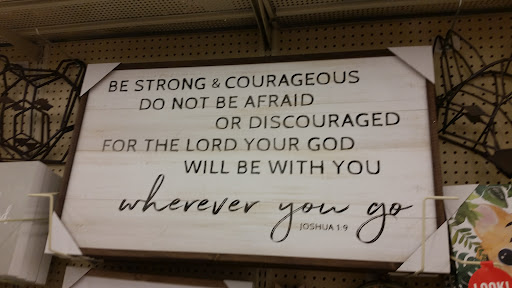 BE STRONG & COURAGEOUS
DO NOT BE AFRAID
OR DISCOURAGED
FOR THE LORD YOUR GOD
WILL BE WITH YOU
wherever you go
JOSHUA 1:9
LOOK!